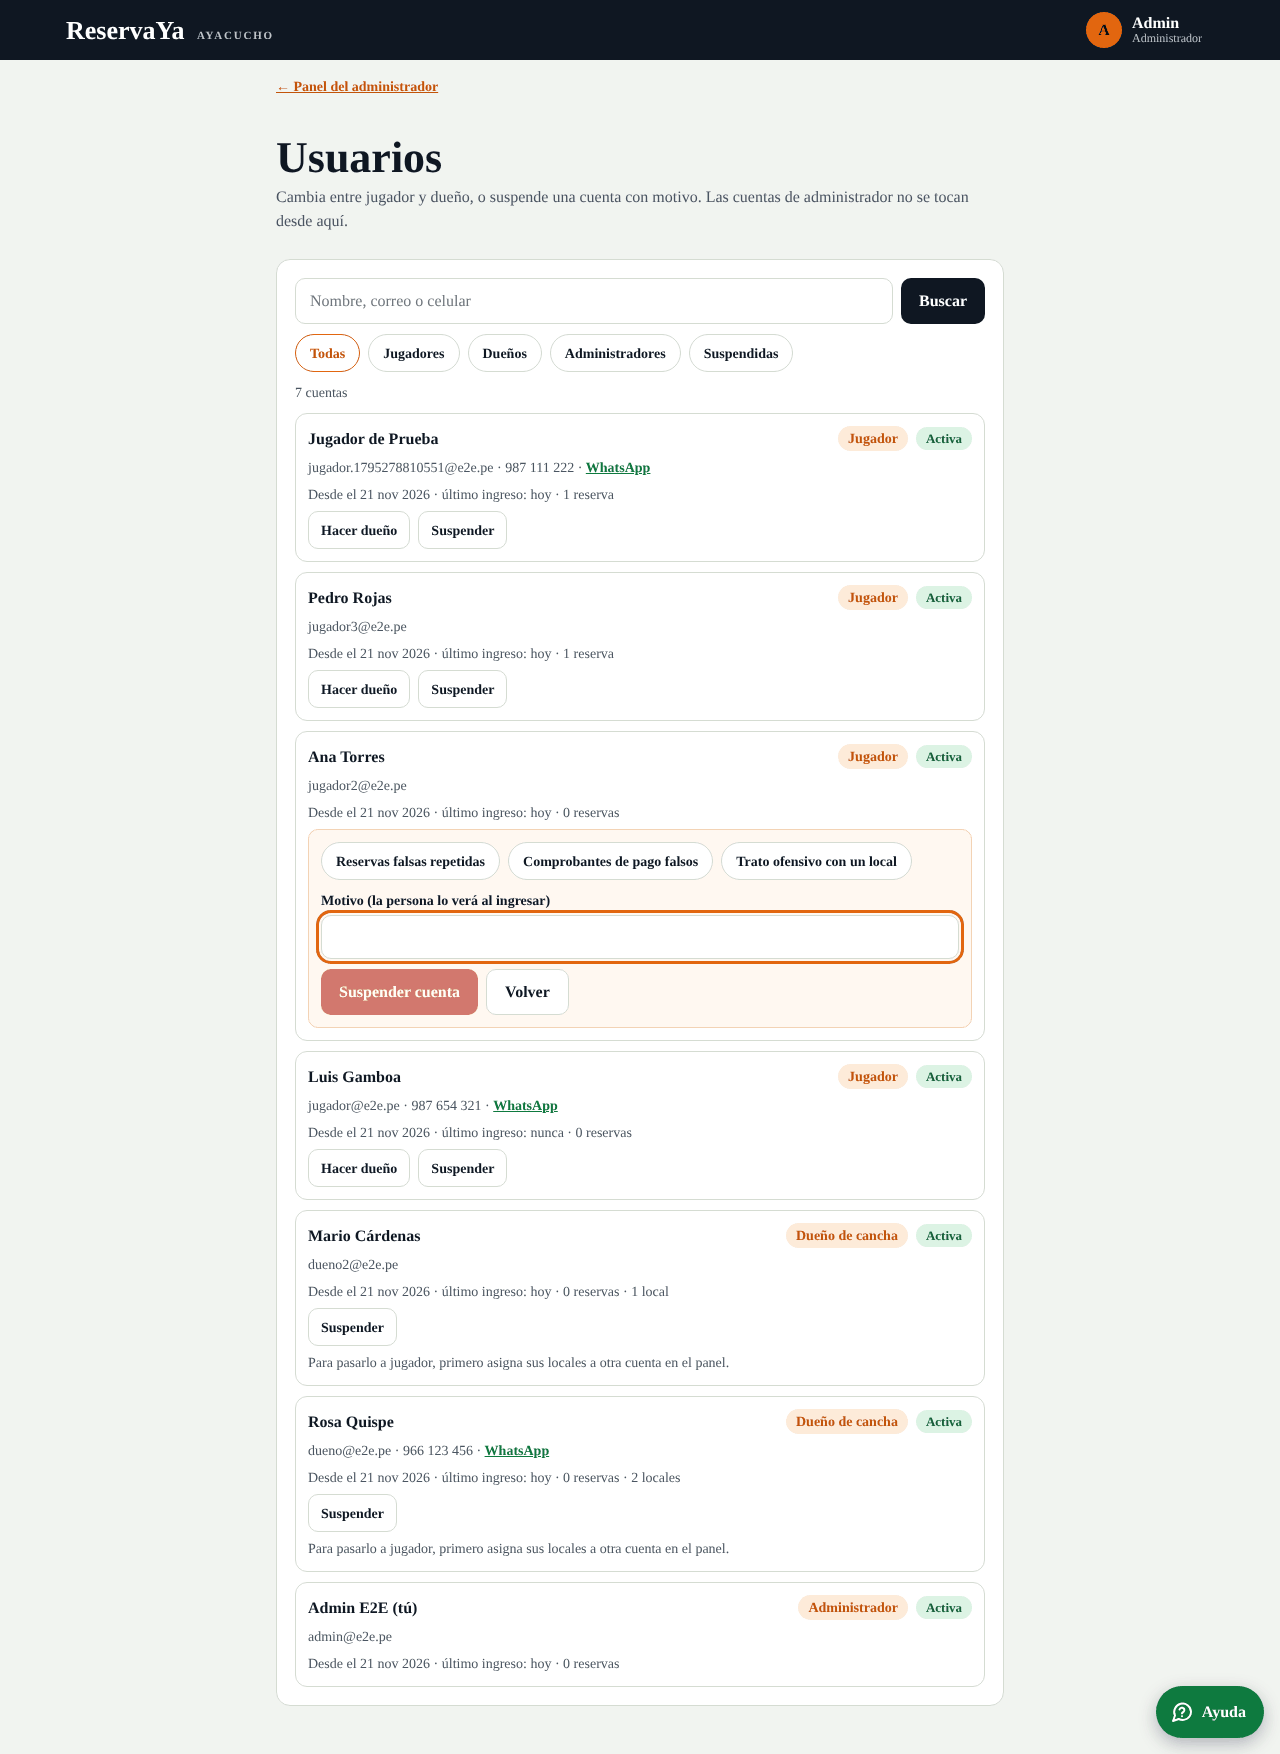 ReservaYa AYACUCHO
A
Admin
Administrador
← Panel del administrador
Usuarios
Cambia entre jugador y dueño, o suspende una cuenta con motivo. Las cuentas de administrador no se tocan
desde aquí.
Nombre, correo o celular
Buscar
Todas Jugadores Dueños Administradores Suspendidas
7 cuentas
Jugador de Prueba Jugador Activa
jugador.1795278810551@e2e.pe · 987 111 222 · WhatsApp
Desde el 21 nov 2026 · último ingreso: hoy · 1 reserva
Hacer dueño Suspender
Pedro Rojas Jugador Activa
jugador3@e2e.pe
Desde el 21 nov 2026 · último ingreso: hoy · 1 reserva
Hacer dueño Suspender
Ana Torres Jugador Activa
jugador2@e2e.pe
Desde el 21 nov 2026 · último ingreso: hoy · 0 reservas
Reservas falsas repetidas Comprobantes de pago falsos Trato ofensivo con un local
Motivo (la persona lo verá al ingresar)
Suspender cuenta Volver
Luis Gamboa Jugador Activa
jugador@e2e.pe · 987 654 321 · WhatsApp
Desde el 21 nov 2026 · último ingreso: nunca · 0 reservas
Hacer dueño Suspender
Mario Cárdenas Dueño de cancha Activa
dueno2@e2e.pe
Desde el 21 nov 2026 · último ingreso: hoy · 0 reservas · 1 local
Suspender
Para pasarlo a jugador, primero asigna sus locales a otra cuenta en el panel.
Rosa Quispe Dueño de cancha Activa
dueno@e2e.pe · 966 123 456 · WhatsApp
Desde el 21 nov 2026 · último ingreso: hoy · 0 reservas · 2 locales
Suspender
Para pasarlo a jugador, primero asigna sus locales a otra cuenta en el panel.
Admin E2E (tú) Administrador Activa
admin@e2e.pe
Desde el 21 nov 2026 · último ingreso: hoy · 0 reservas
Ayuda